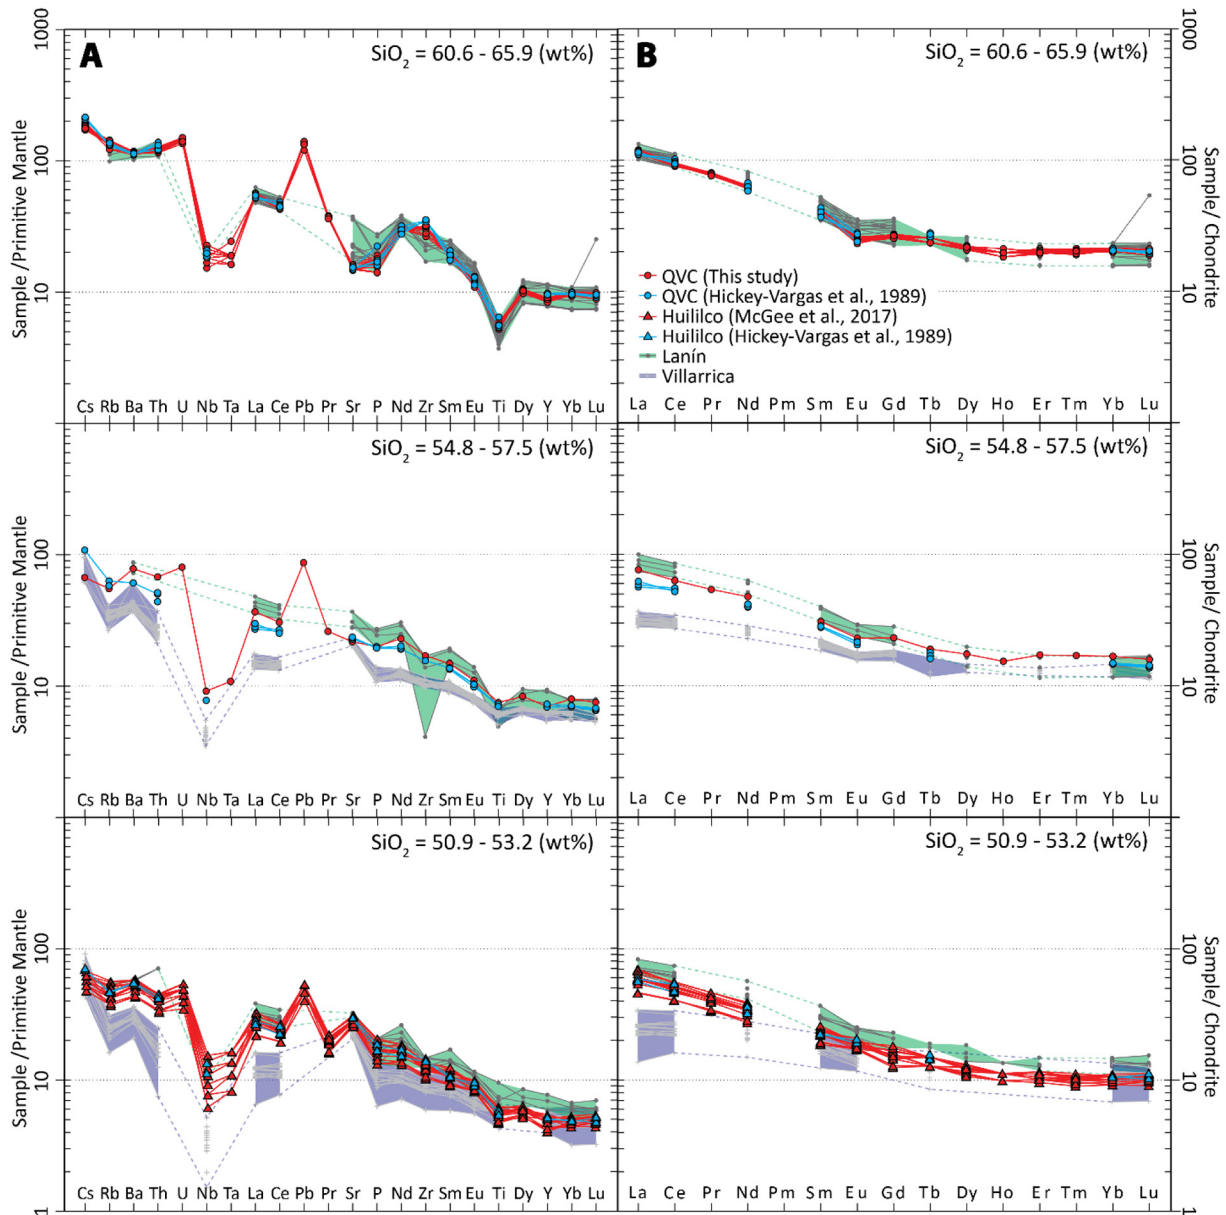 A
SiO2 = 60.6 - 65.9 (wt%)
B
SiO2 = 60.6 - 65.9 (wt%)
1000
100
10
Sample /Primitive Mantle
1000
100
10
Sample/ Chondrite
QVC (This study)
QVC (Hickey-Vargas et al., 1989)
Huililco (McGee et al., 2017)
Huililco (Hickey-Vargas et al., 1989)
Lanín
Villarrica
Cs Rb Ba Th U Nb Ta La Ce Pb Pr Sr P Nd Zr Sm Eu Ti Dy Y Yb Lu
La Ce Pr Nd Pm Sm Eu Gd Tb Dy Ho Er Tm Yb Lu
SiO2 = 54.8 - 57.5 (wt%)
SiO2 = 54.8 - 57.5 (wt%)
100
10
Sample /Primitive Mantle
100
10
Sample/ Chondrite
Cs Rb Ba Th U Nb Ta La Ce Pb Pr Sr P Nd Zr Sm Eu Ti Dy Y Yb Lu
La Ce Pr Nd Pm Sm Eu Gd Tb Dy Ho Er Tm Yb Lu
SiO2 = 50.9 - 53.2 (wt%)
SiO2 = 50.9 - 53.2 (wt%)
100
10
1
Sample /Primitive Mantle
100
10
1
Sample/ Chondrite
Cs Rb Ba Th U Nb Ta La Ce Pb Pr Sr P Nd Zr Sm Eu Ti Dy Y Yb Lu
La Ce Pr Nd Pm Sm Eu Gd Tb Dy Ho Er Tm Yb Lu